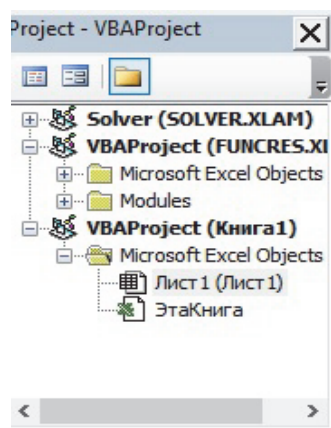 Project - VBAProject
Solver (SOLVER.XLAM)
VBAProject (FUNCRES.XL
Microsoft Excel Objects
Modules
VBAProject (Книга1)
Microsoft Excel Objects
Лист1 (Лист1)
ЭтаКнига